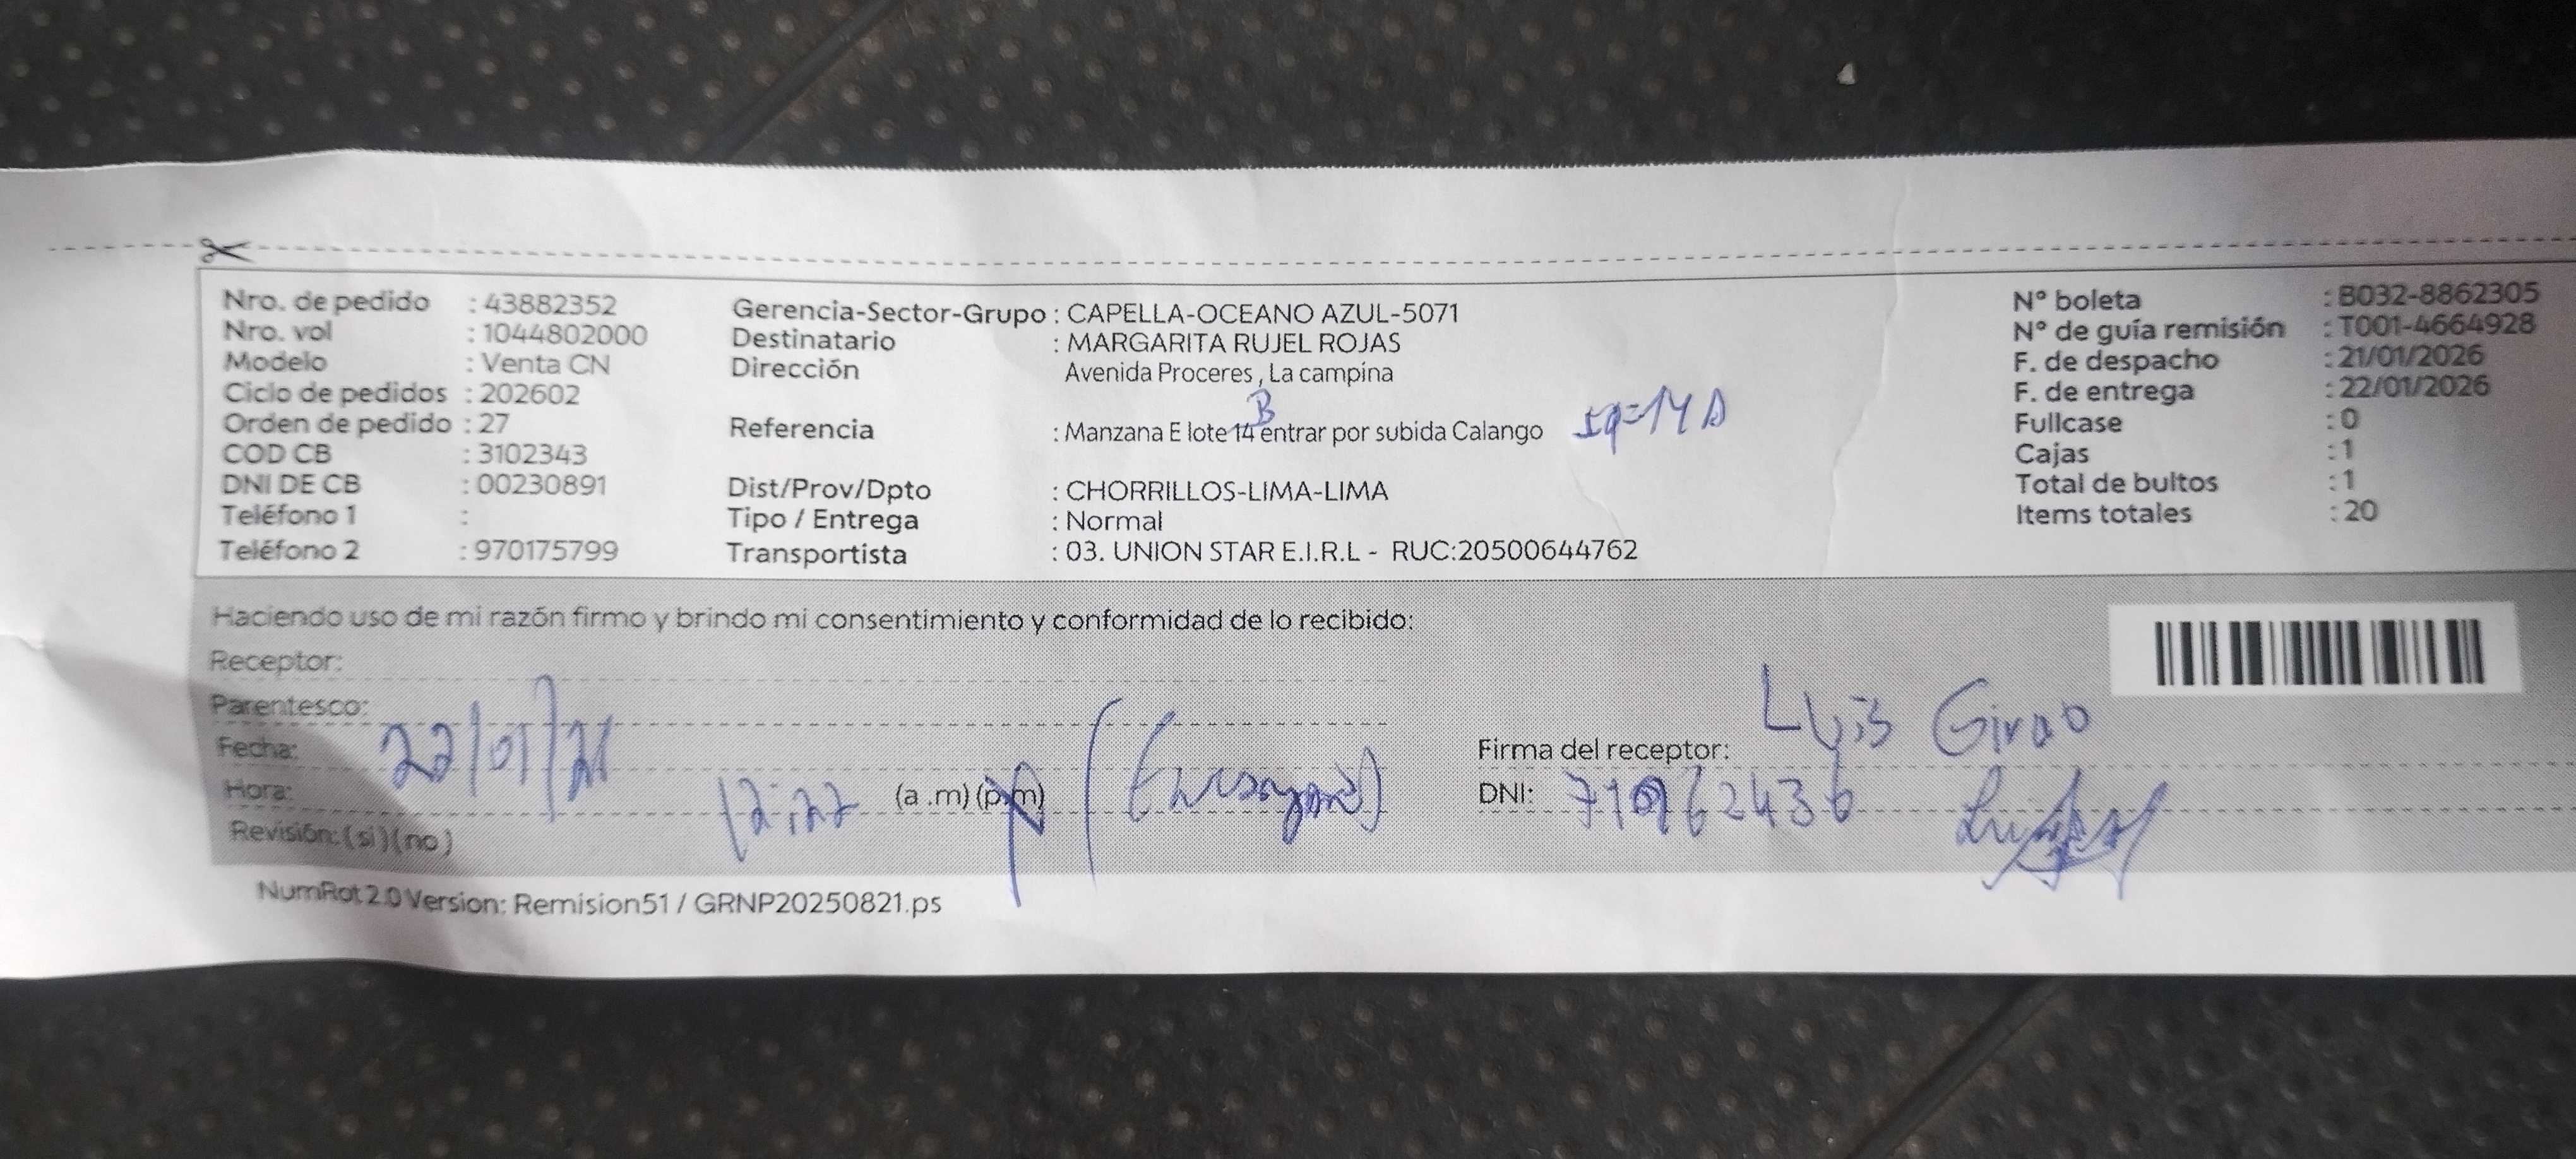 Nro. de pedido : 43882352
Nro. vol : 1044802000
Modelo : Venta CN
Ciclo de pedidos : 202602
Orden de pedido : 27
COD CB : 3102343
DNI DE CB : 00230891
Teléfono 1 :
Teléfono 2 : 970175799
Gerencia-Sector-Grupo : CAPELLA-OCEANO AZUL-5071
Destinatario : MARGARITA RUJEL ROJAS
Dirección Avenida Proceres , La campina
B
Referencia : Manzana E lote 14 entrar por subida Calango
Dist/Prov/Dpto : CHORRILLOS-LIMA-LIMA
Tipo / Entrega : Normal
Transportista : 03. UNION STAR E.I.R.L - RUC:20500644762
N° boleta : B032-8862305
N° de guía remisión : T001-4664928
F. de despacho : 21/01/2026
F. de entrega : 22/01/2026
Fullcase : 0
Cajas : 1
Total de bultos : 1
Items totales : 20
Haciendo uso de mi razón firmo y brindo mi consentimiento y conformidad de lo recibido:
Receptor:
Parentesco:
Fecha: 22/01/26
Hora: 12:22 (a .m) (p.m)
Revisión: (si) (no)
Firma del receptor: Luis Girao
DNI: 71962436
NumRot 2.0 Version: Remision51 / GRNP20250821.ps